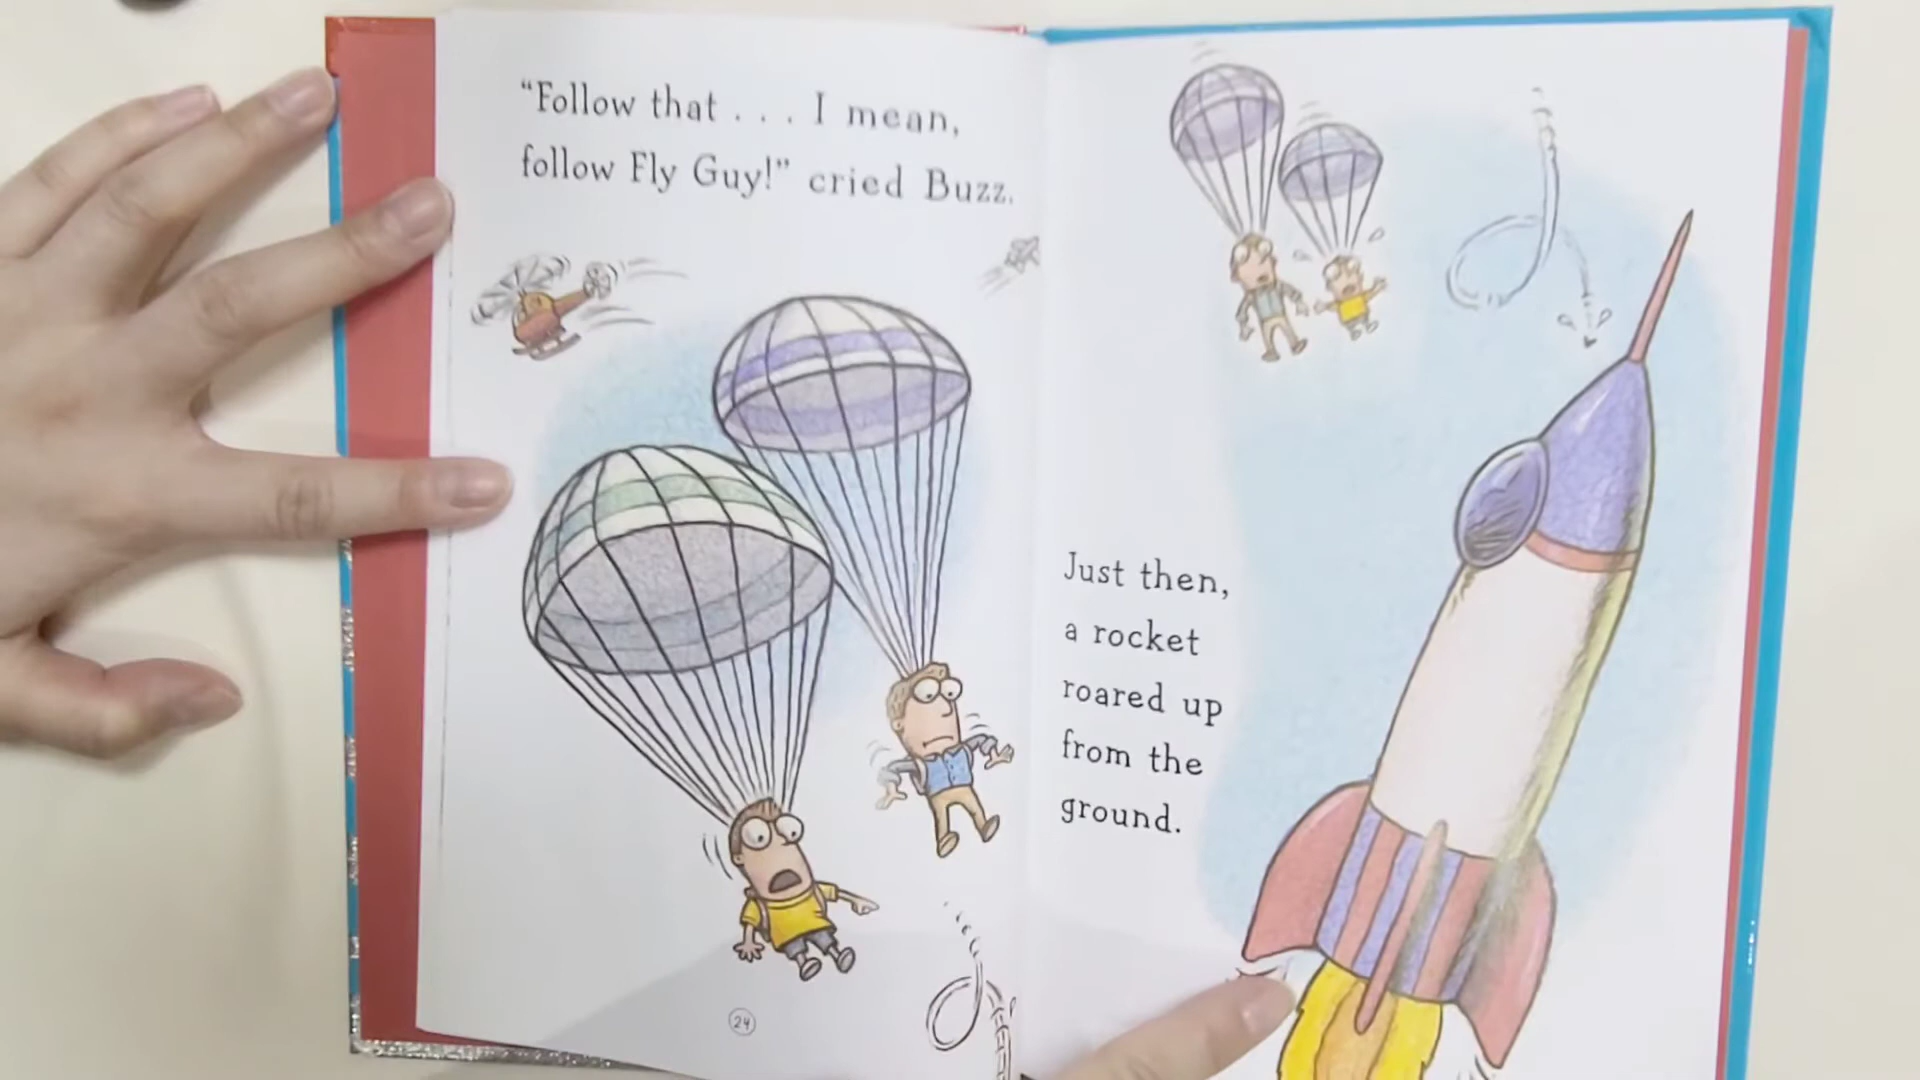 “Follow that . . . I mean,
follow Fly Guy!” cried Buzz.
24
Just then,
a rocket
roared up
from the
ground.